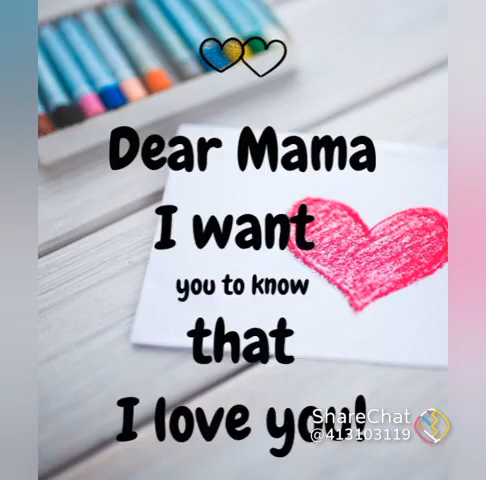 Dear Mama
I want
you to know
that
I love you!
ShareChat
@413103119